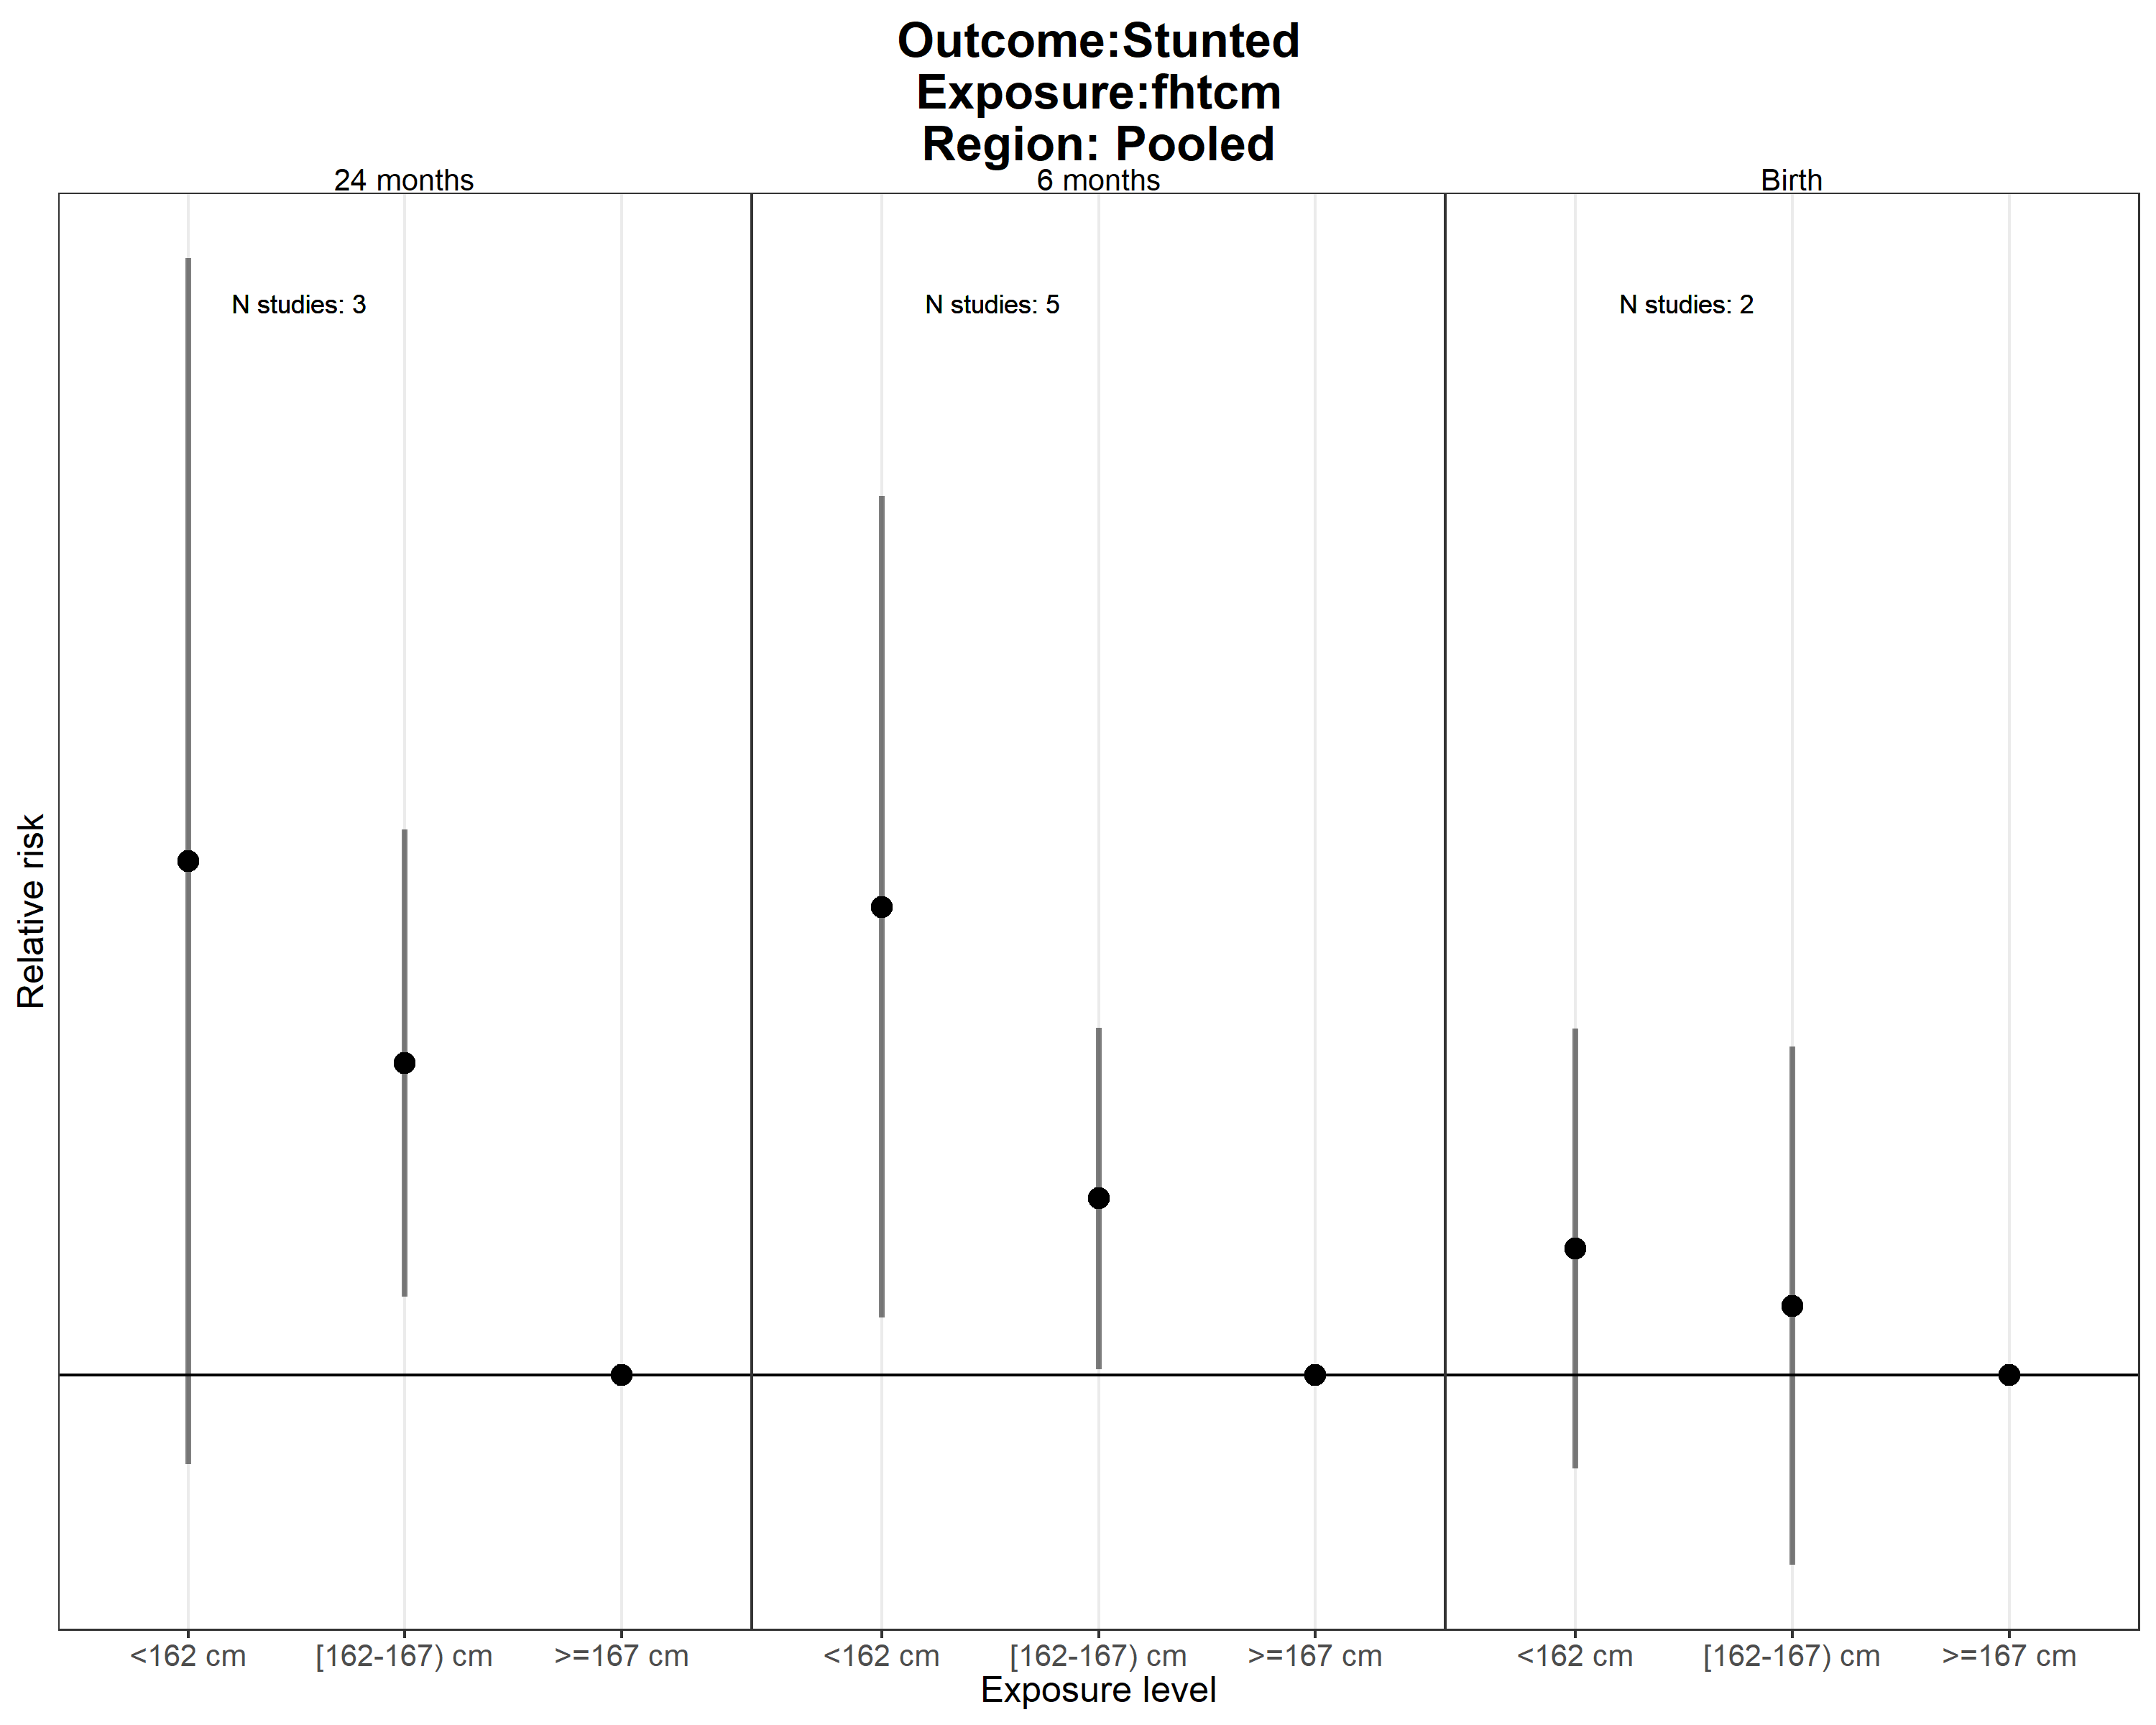 Outcome:Stunted
Exposure:fhtcm
Region: Pooled
24 months
6 months
Birth
N studies: 3
N studies: 5
N studies: 2
Relative risk
<162 cm
[162-167) cm
>=167 cm
<162 cm
[162-167) cm
>=167 cm
<162 cm
[162-167) cm
>=167 cm
Exposure level